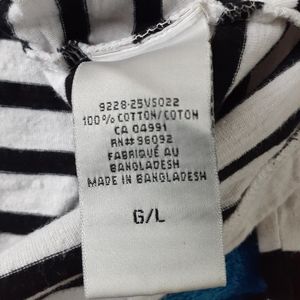 9228-25VS022
100% COTTON/COTON
CA 04991
RN# 96092
FABRIQUÉ AU
BANGLADESH
MADE IN BANGLADESH
G/L